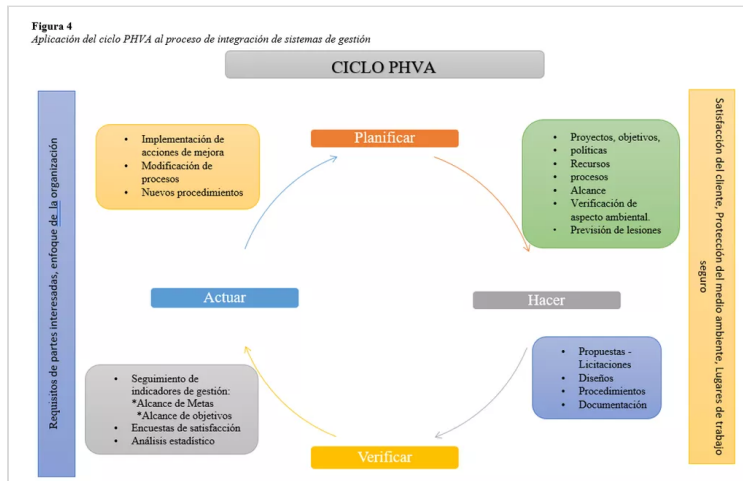 Figura 4
Aplicación del ciclo PHVA al proceso de integración de sistemas de gestión
CICLO PHVA
Requisitos de partes interesadas, enfoque de la organización
• Implementación de
acciones de mejora
• Modificación de
procesos
• Nuevos procedimientos
Planificar
• Proyectos, objetivos,
• políticas
• Recursos
• procesos
• Alcance
• Verificación de
aspecto ambiental.
• Previsión de lesiones
Satisfacción del cliente, Protección del medio ambiente, Lugares de trabajo
seguro
Actuar
Hacer
• Seguimiento de
indicadores de gestión:
*Alcance de Metas
*Alcance de objetivos
• Encuestas de satisfacción
• Análisis estadístico
• Propuestas -
Licitaciones
• Diseños
• Procedimientos
• Documentación
Verificar